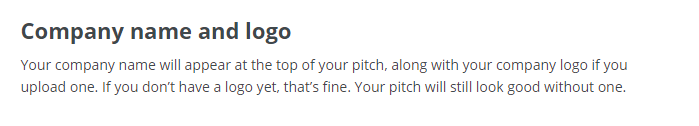 Company name and logo
Your company name will appear at the top of your pitch, along with your company logo if you
upload one. If you don’t have a logo yet, that’s fine. Your pitch will still look good without one.